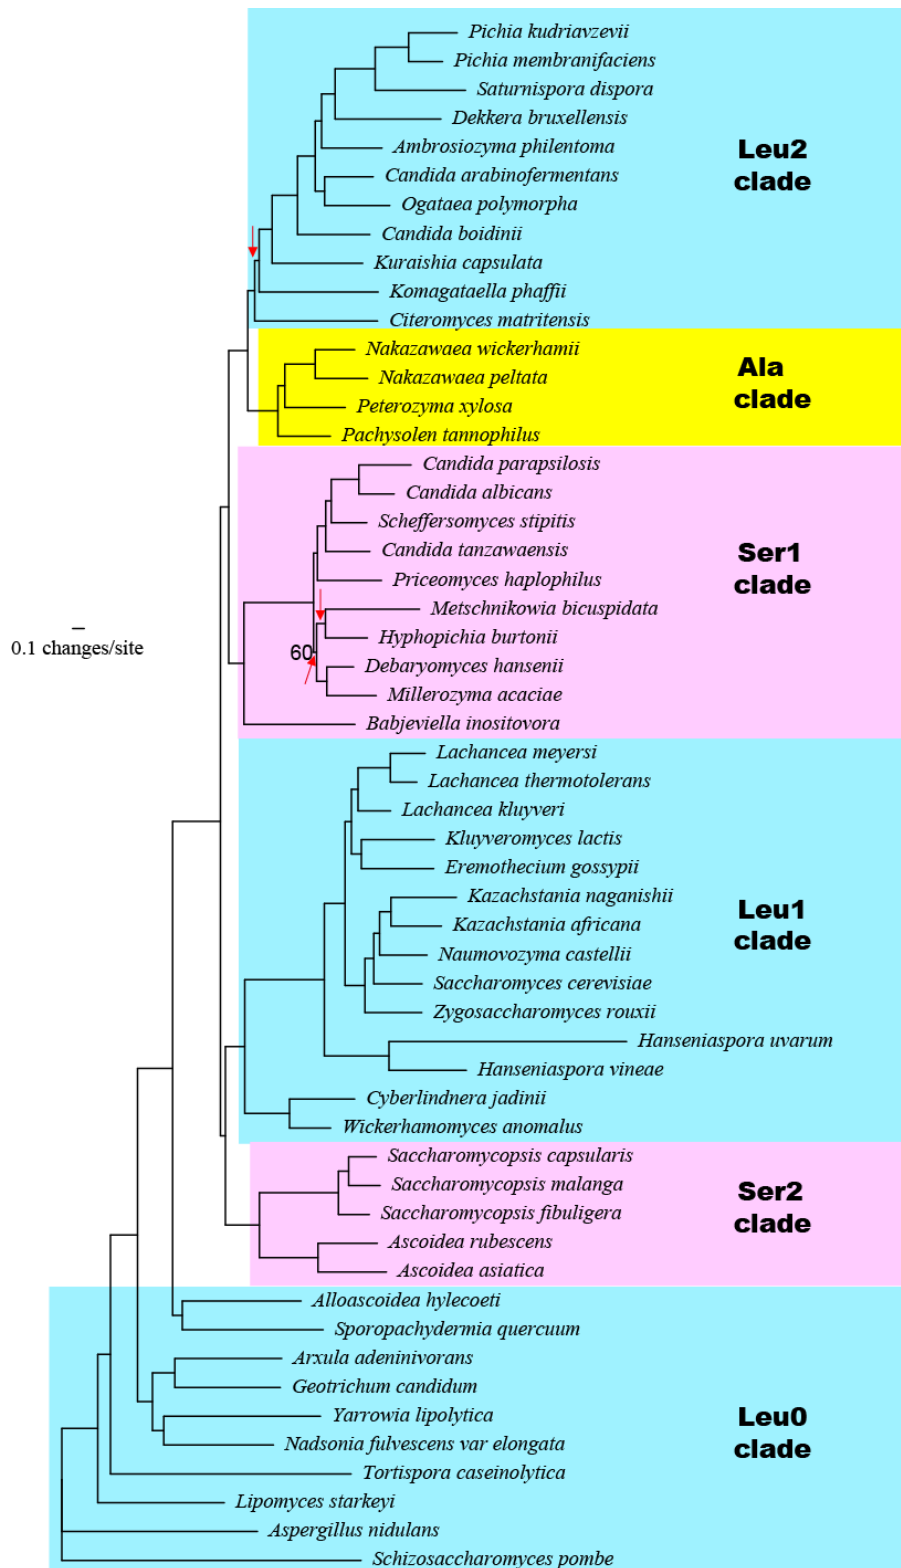 Pichia kudriavzevii
Pichia membranifaciens
Saturnispora dispora
Dekkera bruxellensis
Ambrosiozyma philentoma
Candida arabinofermentans
Ogataea polymorpha
Candida boidinii
Kuraishia capsulata
Komagataella phaffii
Citeromyces matritensis
Leu2
clade
Nakazawaea wickerhamii
Nakazawaea peltata
Peterozyma xylosa
Pachysolen tannophilus
Ala
clade
Candida parapsilosis
Candida albicans
Scheffersomyces stipitis
Candida tanzawaensis
Priceomyces haplophilus
Metschnikowia bicuspidata
Hyphopichia burtonii
Debaryomyces hansenii
Millerozyma acaciae
Babjeviella inositovora
Ser1
clade
60
0.1 changes/site
Lachancea meyersi
Lachancea thermotolerans
Lachancea kluyveri
Kluyveromyces lactis
Eremothecium gossypii
Kazachstania naganishii
Kazachstania africana
Naumovozyma castellii
Saccharomyces cerevisiae
Zygosaccharomyces rouxii
Hanseniaspora uvarum
Hanseniaspora vineae
Cyberlindnera jadinii
Wickerhamomyces anomalus
Leu1
clade
Saccharomycopsis capsularis
Saccharomycopsis malanga
Saccharomycopsis fibuligera
Ascoidea rubescens
Ascoidea asiatica
Ser2
clade
Alloascoidea hylecoeti
Sporopachydermia quercuum
Arxula adeninivorans
Geotrichum candidum
Yarrowia lipolytica
Nadsonia fulvescens var elongata
Tortispora caseinolytica
Lipomyces starkeyi
Aspergillus nidulans
Schizosaccharomyces pombe
Leu0
clade